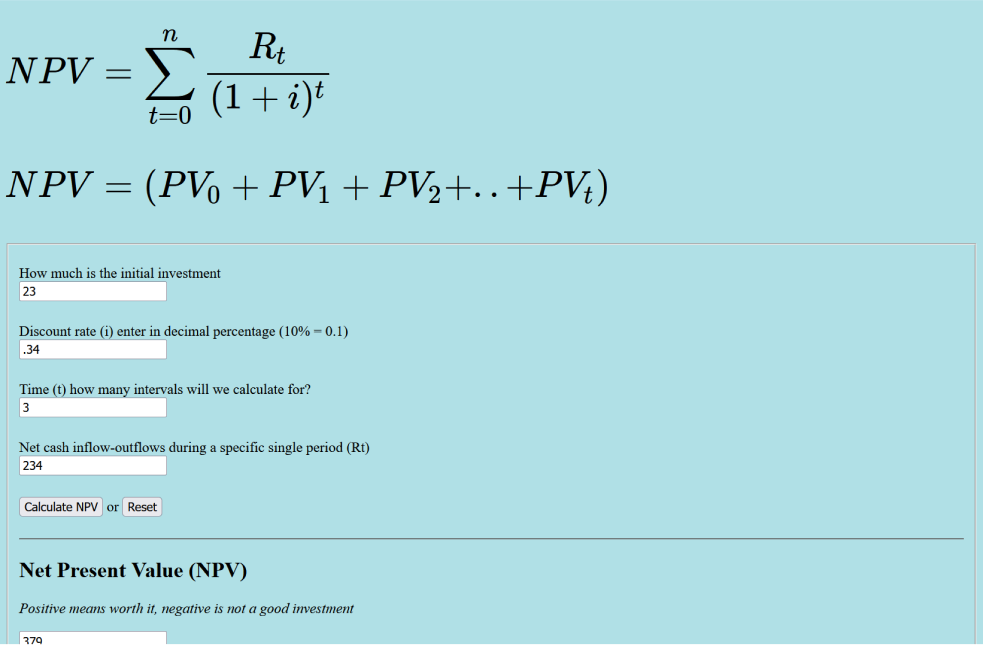 NPV = \sum_{t=0}^{n} \frac{R_t}{(1 + i)^t}
NPV = (PV_0 + PV_1 + PV_2+..+PV_t)
How much is the initial investment
23
Discount rate (i) enter in decimal percentage (10% = 0.1)
.34
Time (t) how many intervals will we calculate for?
3
Net cash inflow-outflows during a specific single period (Rt)
234
Calculate NPV or Reset
Net Present Value (NPV)
Positive means worth it, negative is not a good investment
379